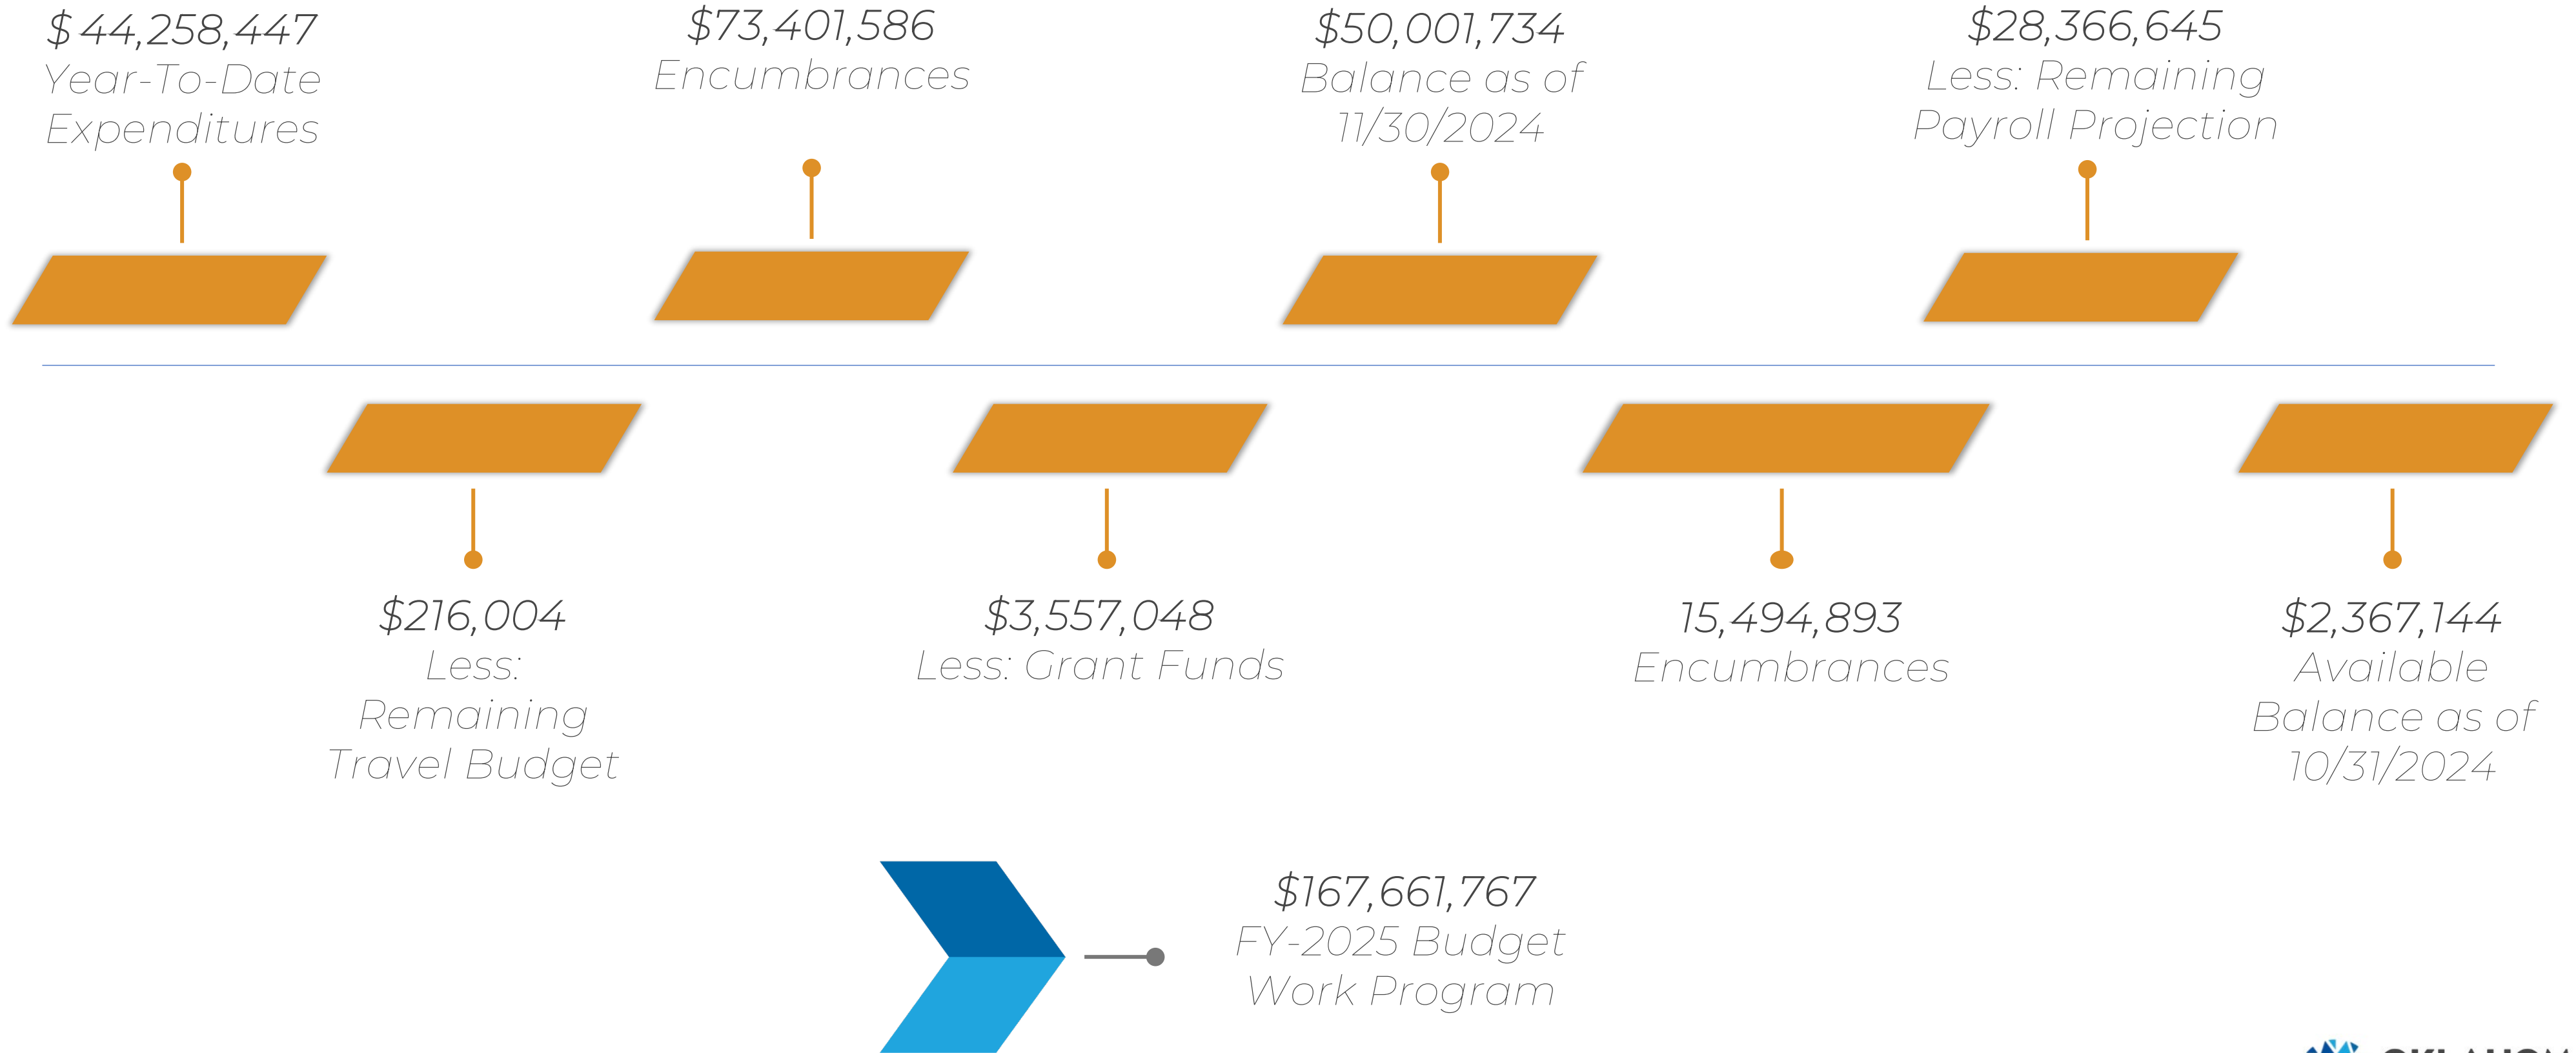 $ 44,258,447
Year-To-Date
Expenditures
$73,401,586
Encumbrances
$50,001,734
Balance as of
11/30/2024
$28,366,645
Less: Remaining
Payroll Projection
$216,004
Less:
Remaining
Travel Budget
$3,557,048
Less: Grant Funds
15,494,893
Encumbrances
$2,367,144
Available
Balance as of
10/31/2024
$167,661,767
FY-2025 Budget
Work Program